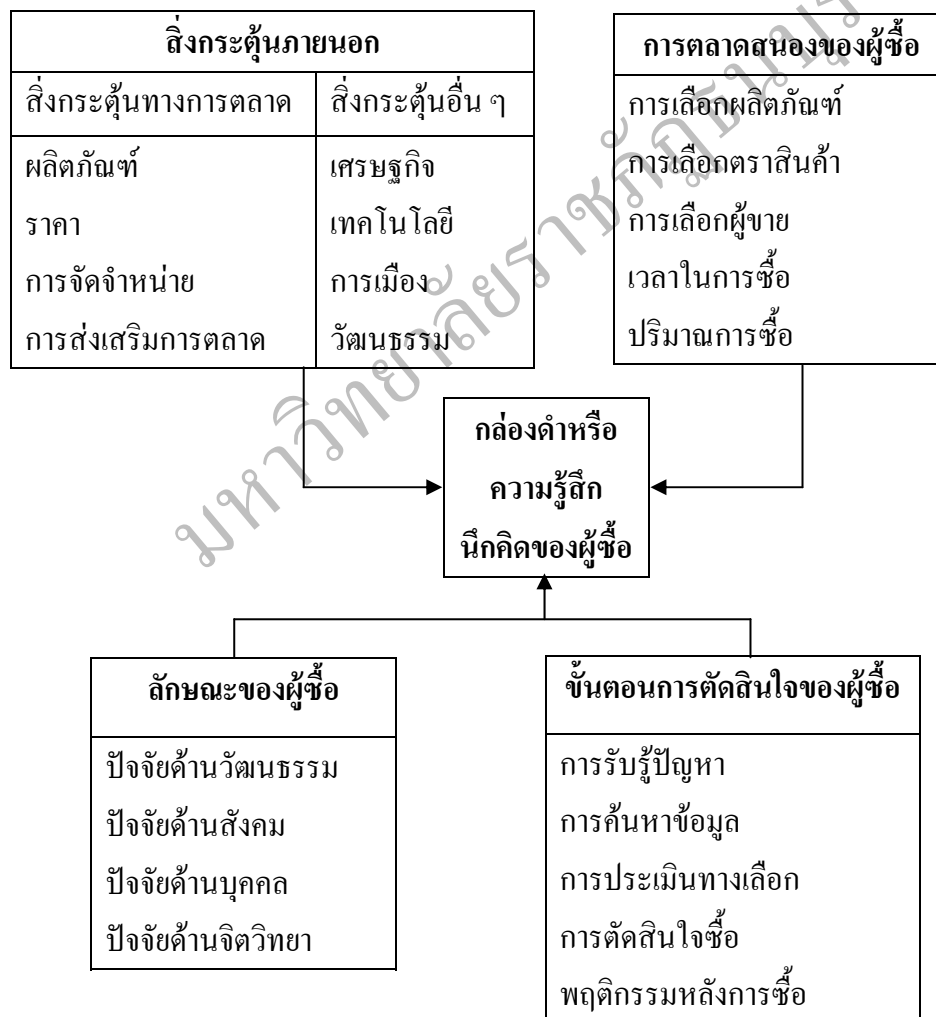 สิ่งกระตุ้นภายนอก
สิ่งกระตุ้นทางการตลาด สิ่งกระตุ้นอื่น ๆ
ผลิตภัณฑ์ เศรษฐกิจ
ราคา เทคโนโลยี
การจัดจำหน่าย การเมือง
การส่งเสริมการตลาด วัฒนธรรม
การตลาดสนองของผู้ซื้อ
การเลือกผลิตภัณฑ์
การเลือกตราสินค้า
การเลือกผู้ขาย
เวลาในการซื้อ
ปริมาณการซื้อ
กล่องดำหรือ
ความรู้สึก
นึกคิดของผู้ซื้อ
ลักษณะของผู้ซื้อ
ปัจจัยด้านวัฒนธรรม
ปัจจัยด้านสังคม
ปัจจัยด้านบุคคล
ปัจจัยด้านจิตวิทยา
ขั้นตอนการตัดสินใจของผู้ซื้อ
การรับรู้ปัญหา
การค้นหาข้อมูล
การประเมินทางเลือก
การตัดสินใจซื้อ
พฤติกรรมหลังการซื้อ
มหาวิทยาลัยราชภัฏธนบุรี